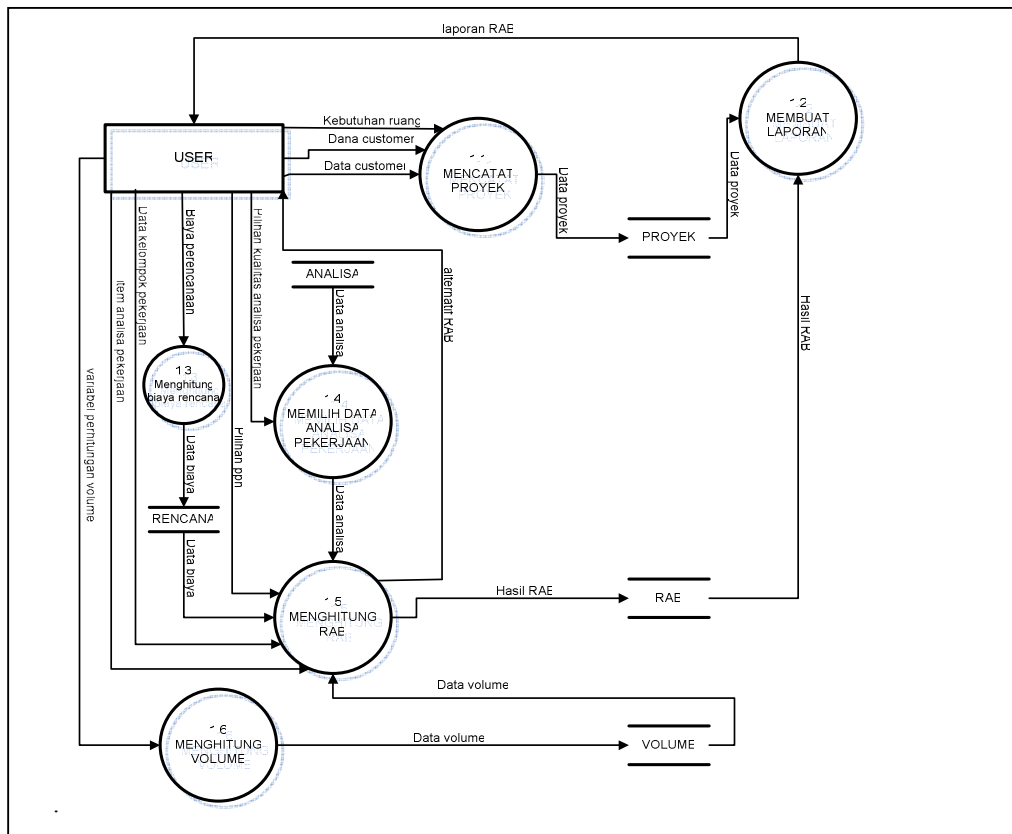 laporan RAB
MEMBUAT
LAPORAN
USER
Kebutuhan ruang
Dana customer
Data customer
MENCATAT
PROYEK
Data proyek
PROYEK
Data proyek
ANALISA
Data analisa
alternatif RAB
Hasil RAB
Biaya perencanaan
Pilihan kualitas analisa pekerjaan
Data kelompok pekerjaan
item analisa pekerjaan
variabel perhitungan volume
13
Menghitung
biaya rencana
MEMILIH DATA
ANALISA
PEKERJAAN
Data biaya
Pilihan ppn
RENCANA
Data biaya
Data analisa
MENGHITUNG
RAB
Hasil RAB
RAB
Data volume
MENGHITUNG
VOLUME
Data volume
VOLUME